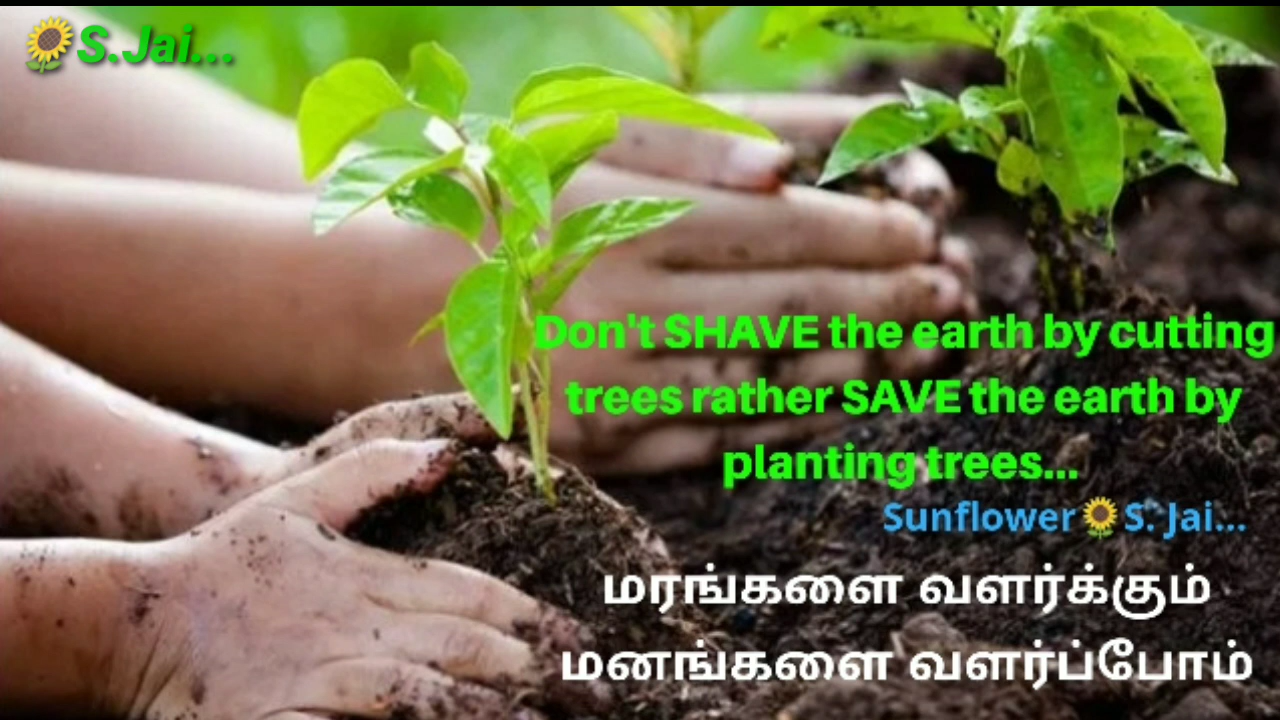 🌻S.Jai...
Don't SHAVE the earth by cutting
trees rather SAVE the earth by
planting trees...
Sunflower🌻S. Jai...
மரங்களை வளர்க்கும்
மனங்களை வளர்ப்போம்